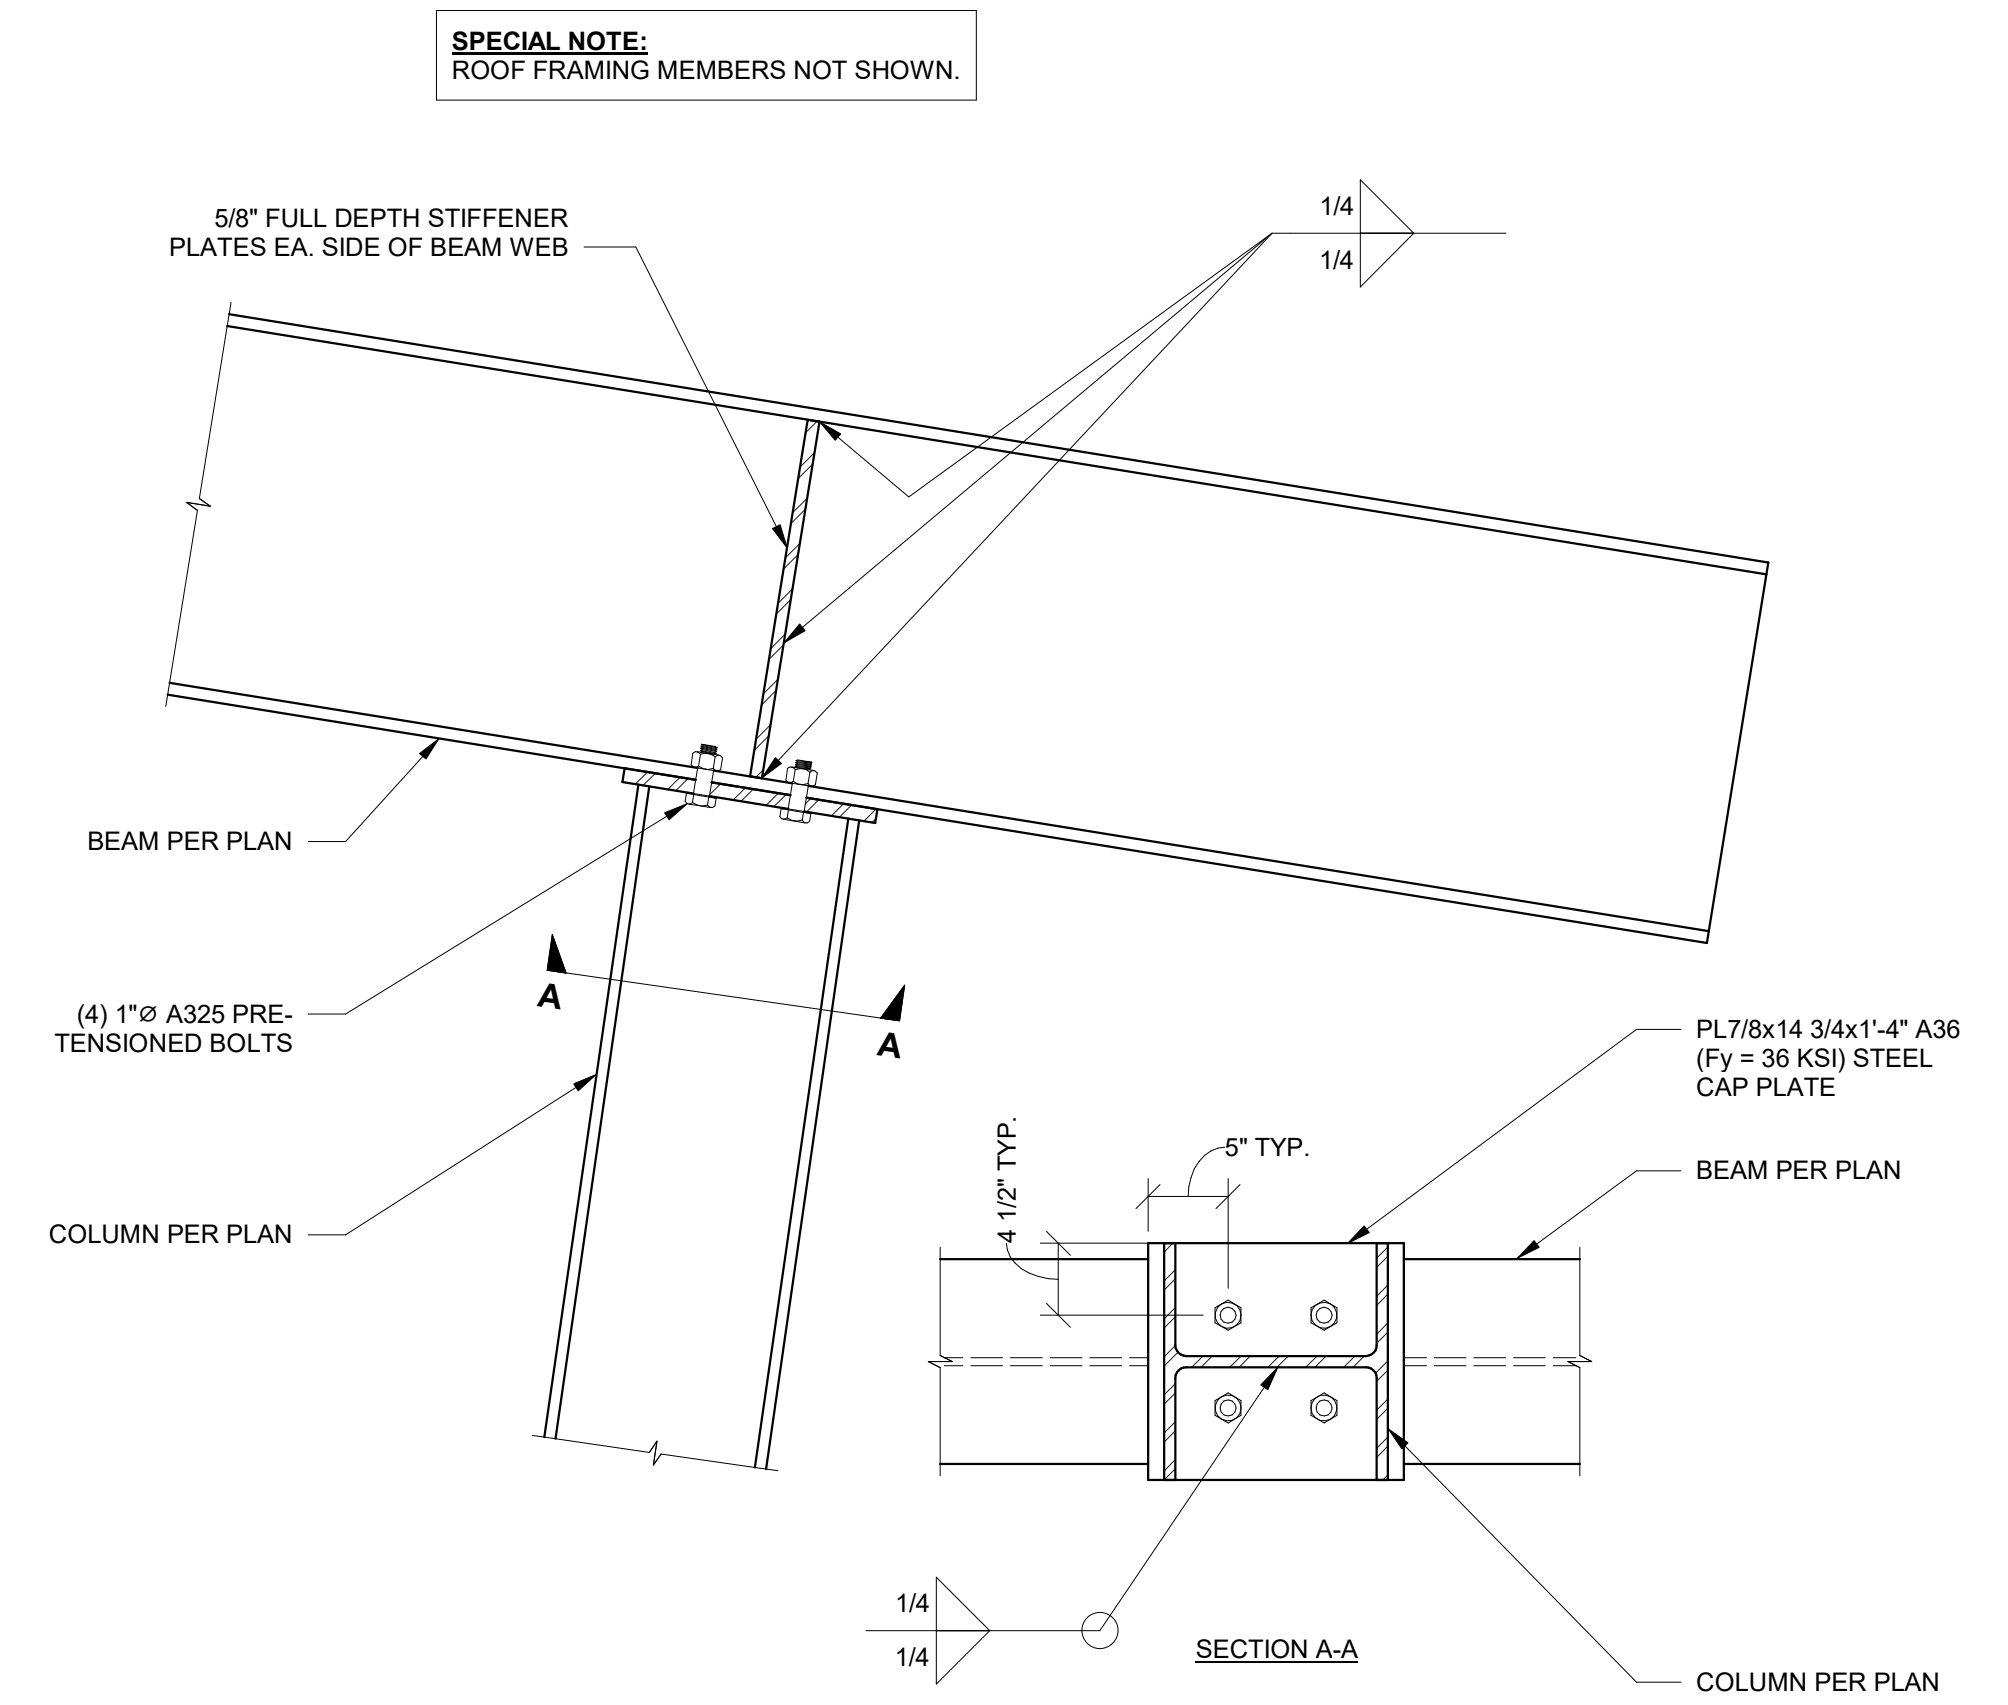 SPECIAL NOTE:
ROOF FRAMING MEMBERS NOT SHOWN.
5/8" FULL DEPTH STIFFENER
PLATES EA. SIDE OF BEAM WEB
1/4
1/4
BEAM PER PLAN
(4) 1"Ø A325 PRE-
TENSIONED BOLTS
A
A
COLUMN PER PLAN
PL7/8x14 3/4x1'-4" A36
(Fy = 36 KSI) STEEL
CAP PLATE
5" TYP.
4 1/2" TYP.
BEAM PER PLAN
1/4
1/4
SECTION A-A
COLUMN PER PLAN